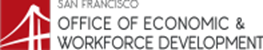 SAN FRANCISCO
OFFICE OF ECONOMIC &
WORKFORCE DEVELOPMENT